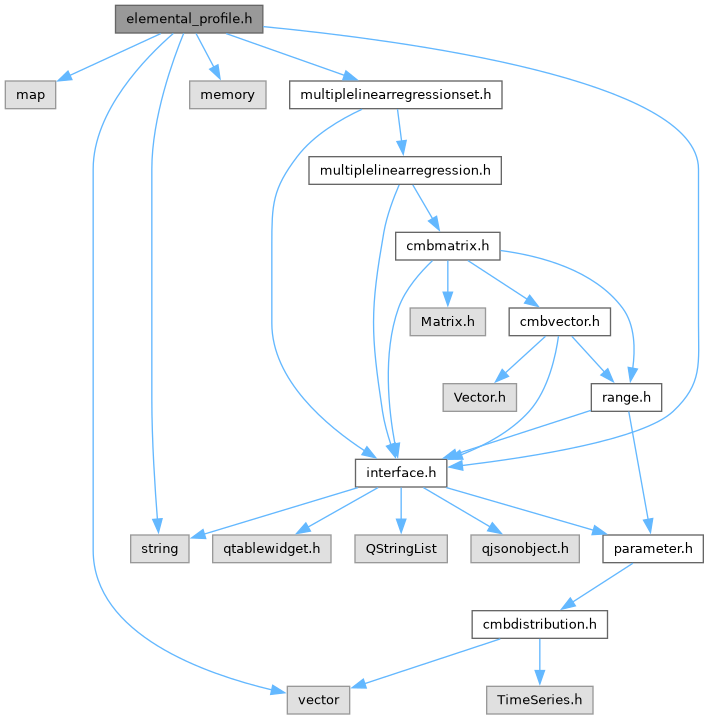 elemental_profile.h
map
memory
multiplelinearregressionset.h
multiplelinearregression.h
cmbmatrix.h
Matrix.h
cmbvector.h
Vector.h
range.h
interface.h
string
qtablewidget.h
QStringList
qjsonobject.h
parameter.h
cmbdistribution.h
vector
TimeSeries.h